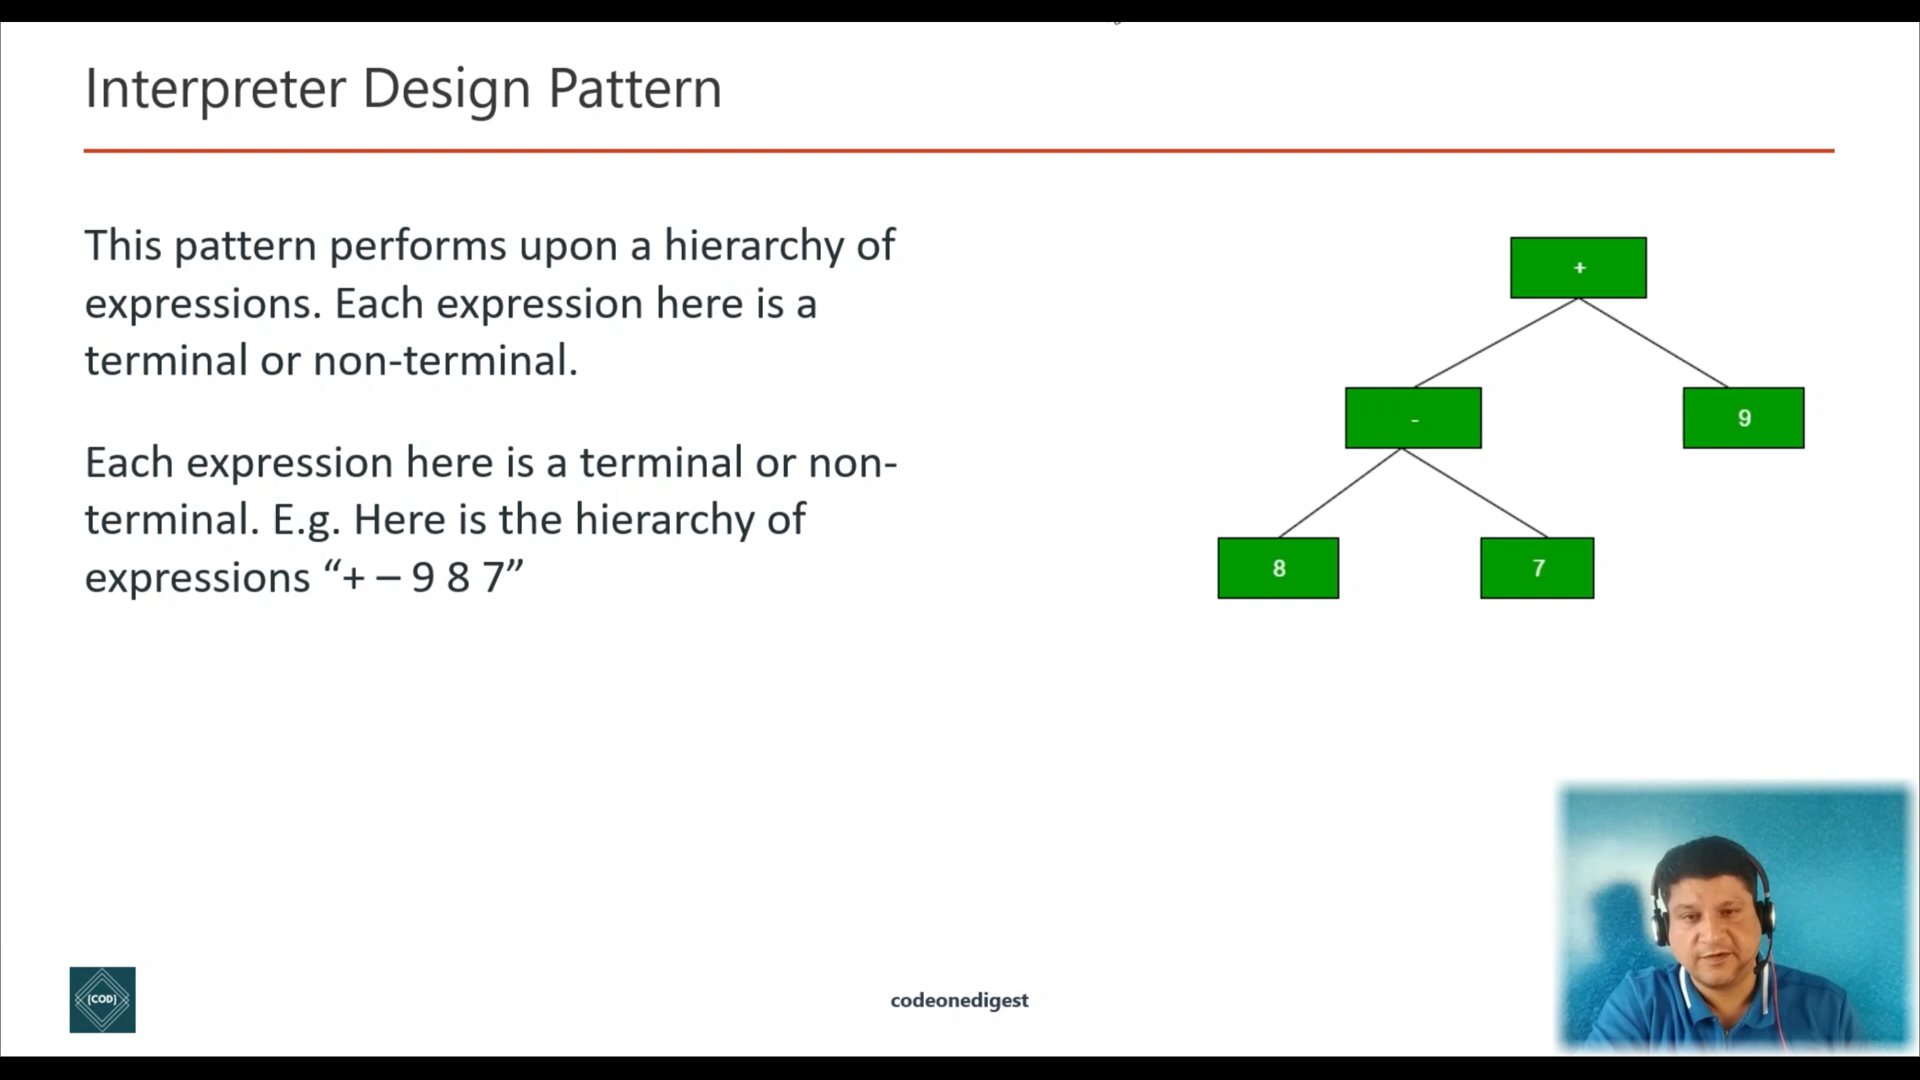 Interpreter Design Pattern
This pattern performs upon a hierarchy of
expressions. Each expression here is a
terminal or non-terminal.
Each expression here is a terminal or non-
terminal. E.g. Here is the hierarchy of
expressions “+ – 9 8 7”
+
-
9
8
7
{COD}
codeonedigest